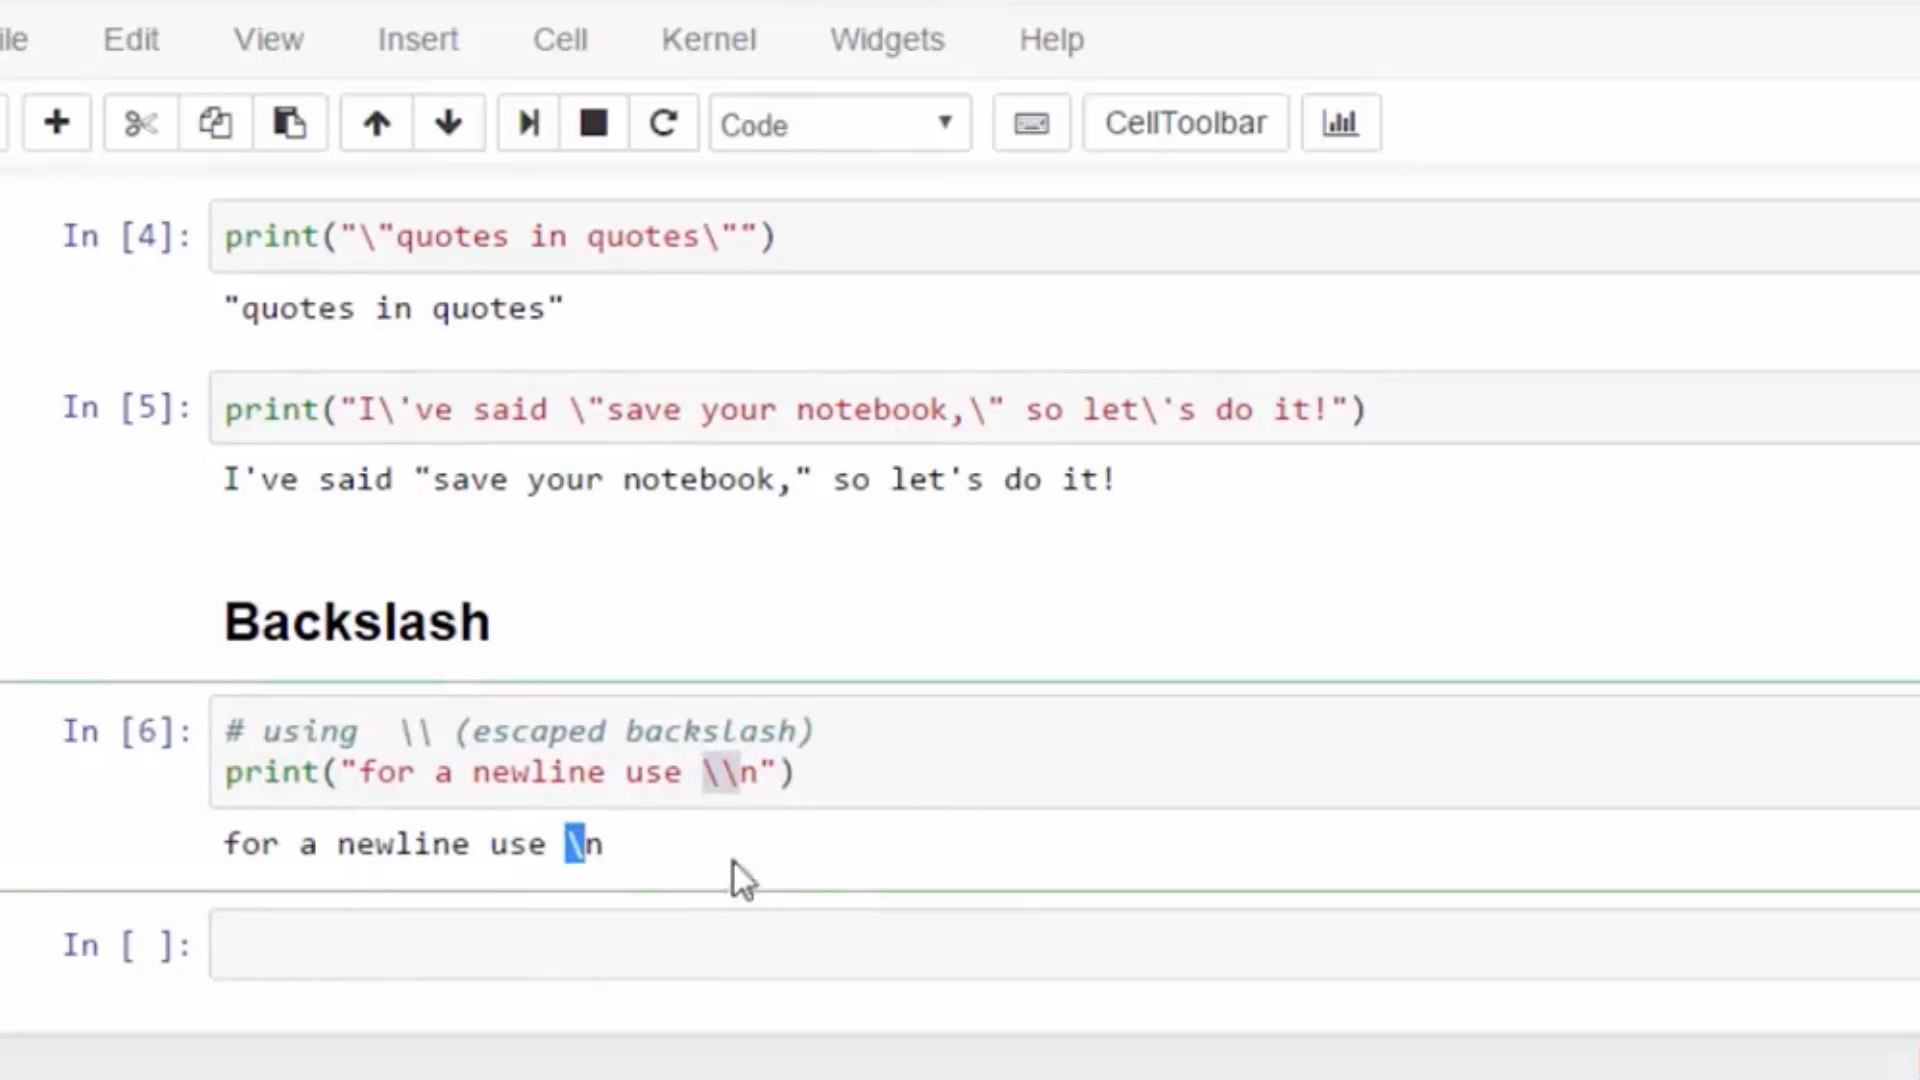 ile Edit View Insert Cell Kernel Widgets Help
Code CellToolbar
In [4]: print("\"quotes in quotes\"")
"quotes in quotes"
In [5]: print("I\'ve said \"save your notebook,\" so let\'s do it!")
I've said "save your notebook," so let's do it!
Backslash
In [6]: # using  \\ (escaped backslash)
print("for a newline use \\n")
for a newline use \n
In [ ]: